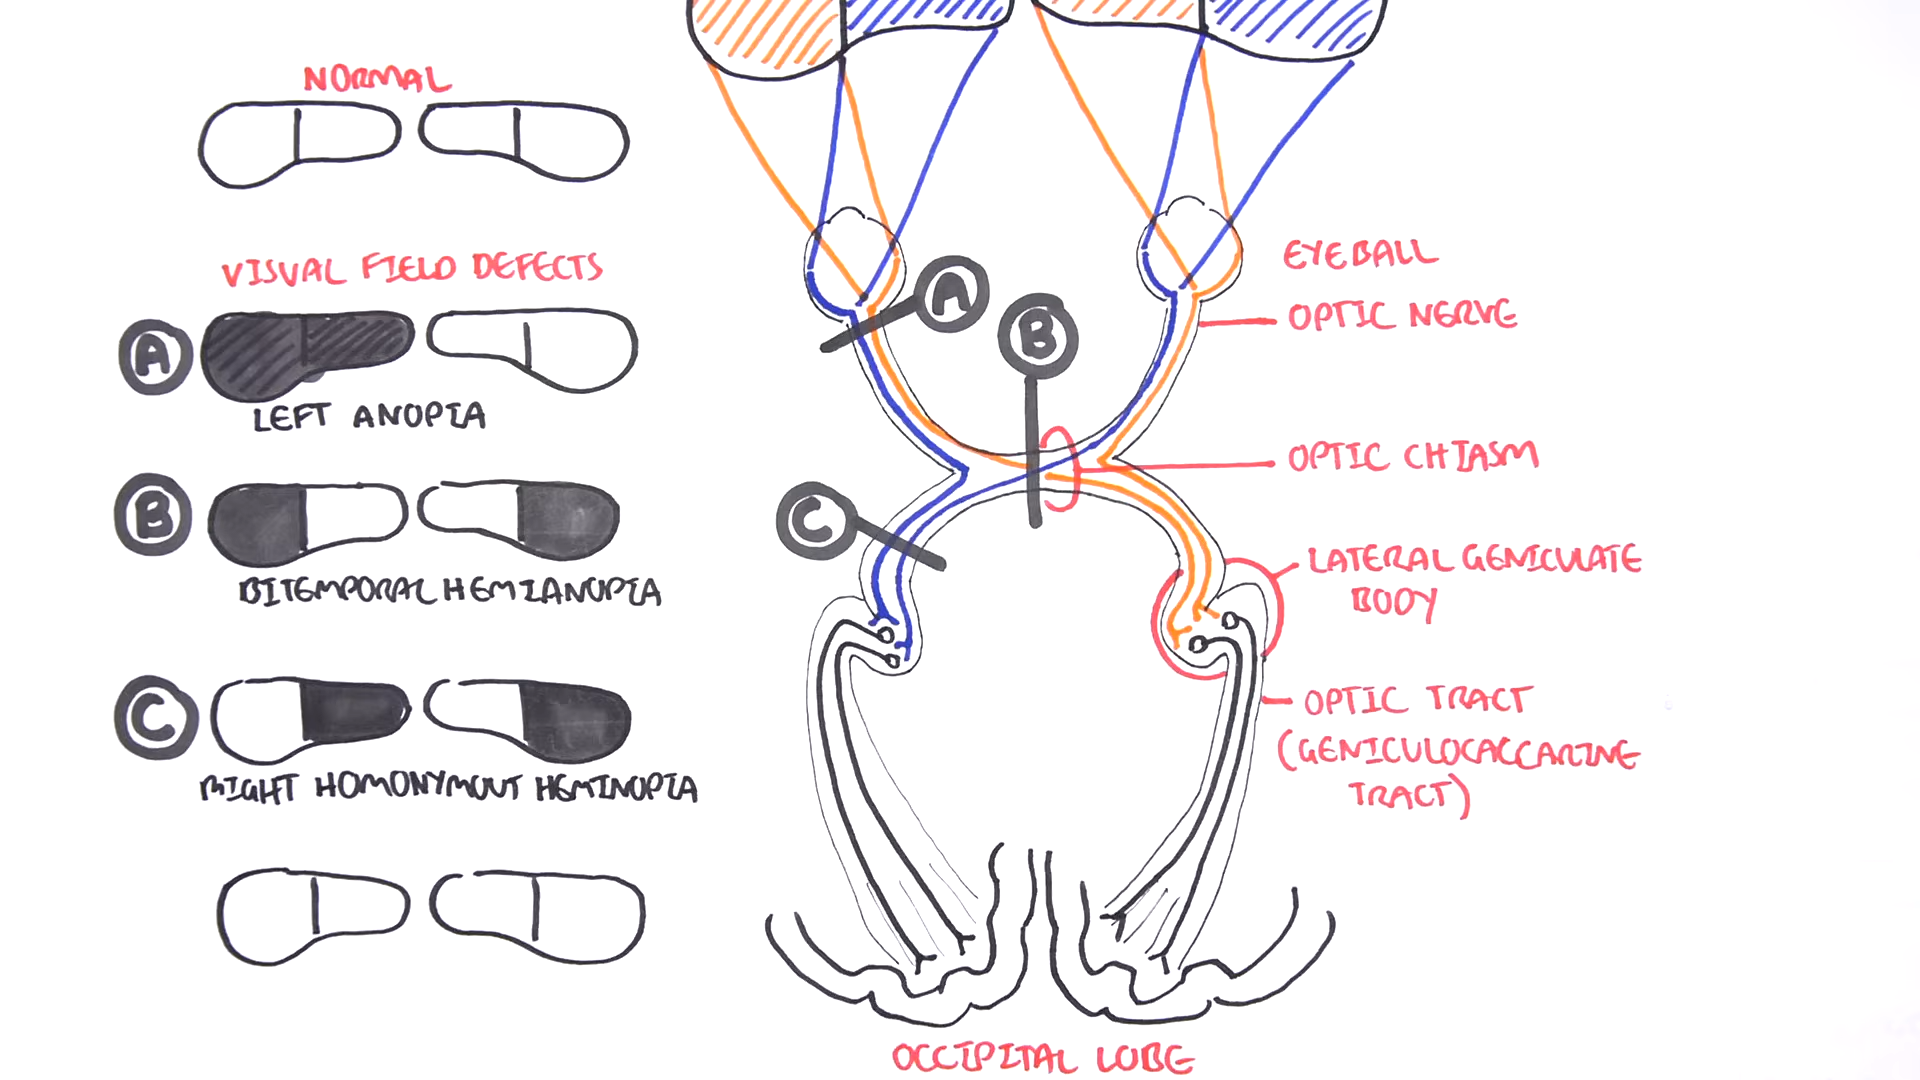 NORMAL
VISUAL FIELD DEFECTS
A
LEFT ANOPIA
B
BITEMPORAL HEMIANOPIA
C
RIGHT HOMONYMOUT HEMINOPIA
A
B
C
EYEBALL
OPTIC NERVE
OPTIC CHIASM
LATERAL GENICULATE
BODY
OPTIC TRACT
(GENICULOCACCARINE
TRACT)
OCCIPITAL LOBE